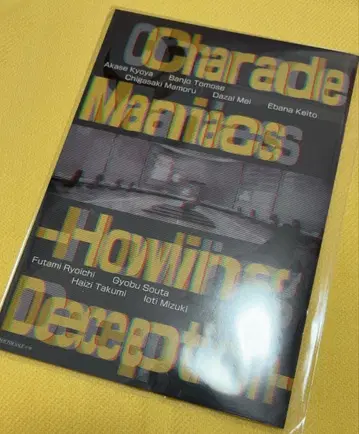 Charade
Akase Kyoya Banjo Tomose
Chigasaki Mamoru Dazai Mei Ebana Keito
Maniacs
-Howling
Futami Ryoichi Gyobu Souta
Haizi Takumi Ioti Mizuki
Deception-